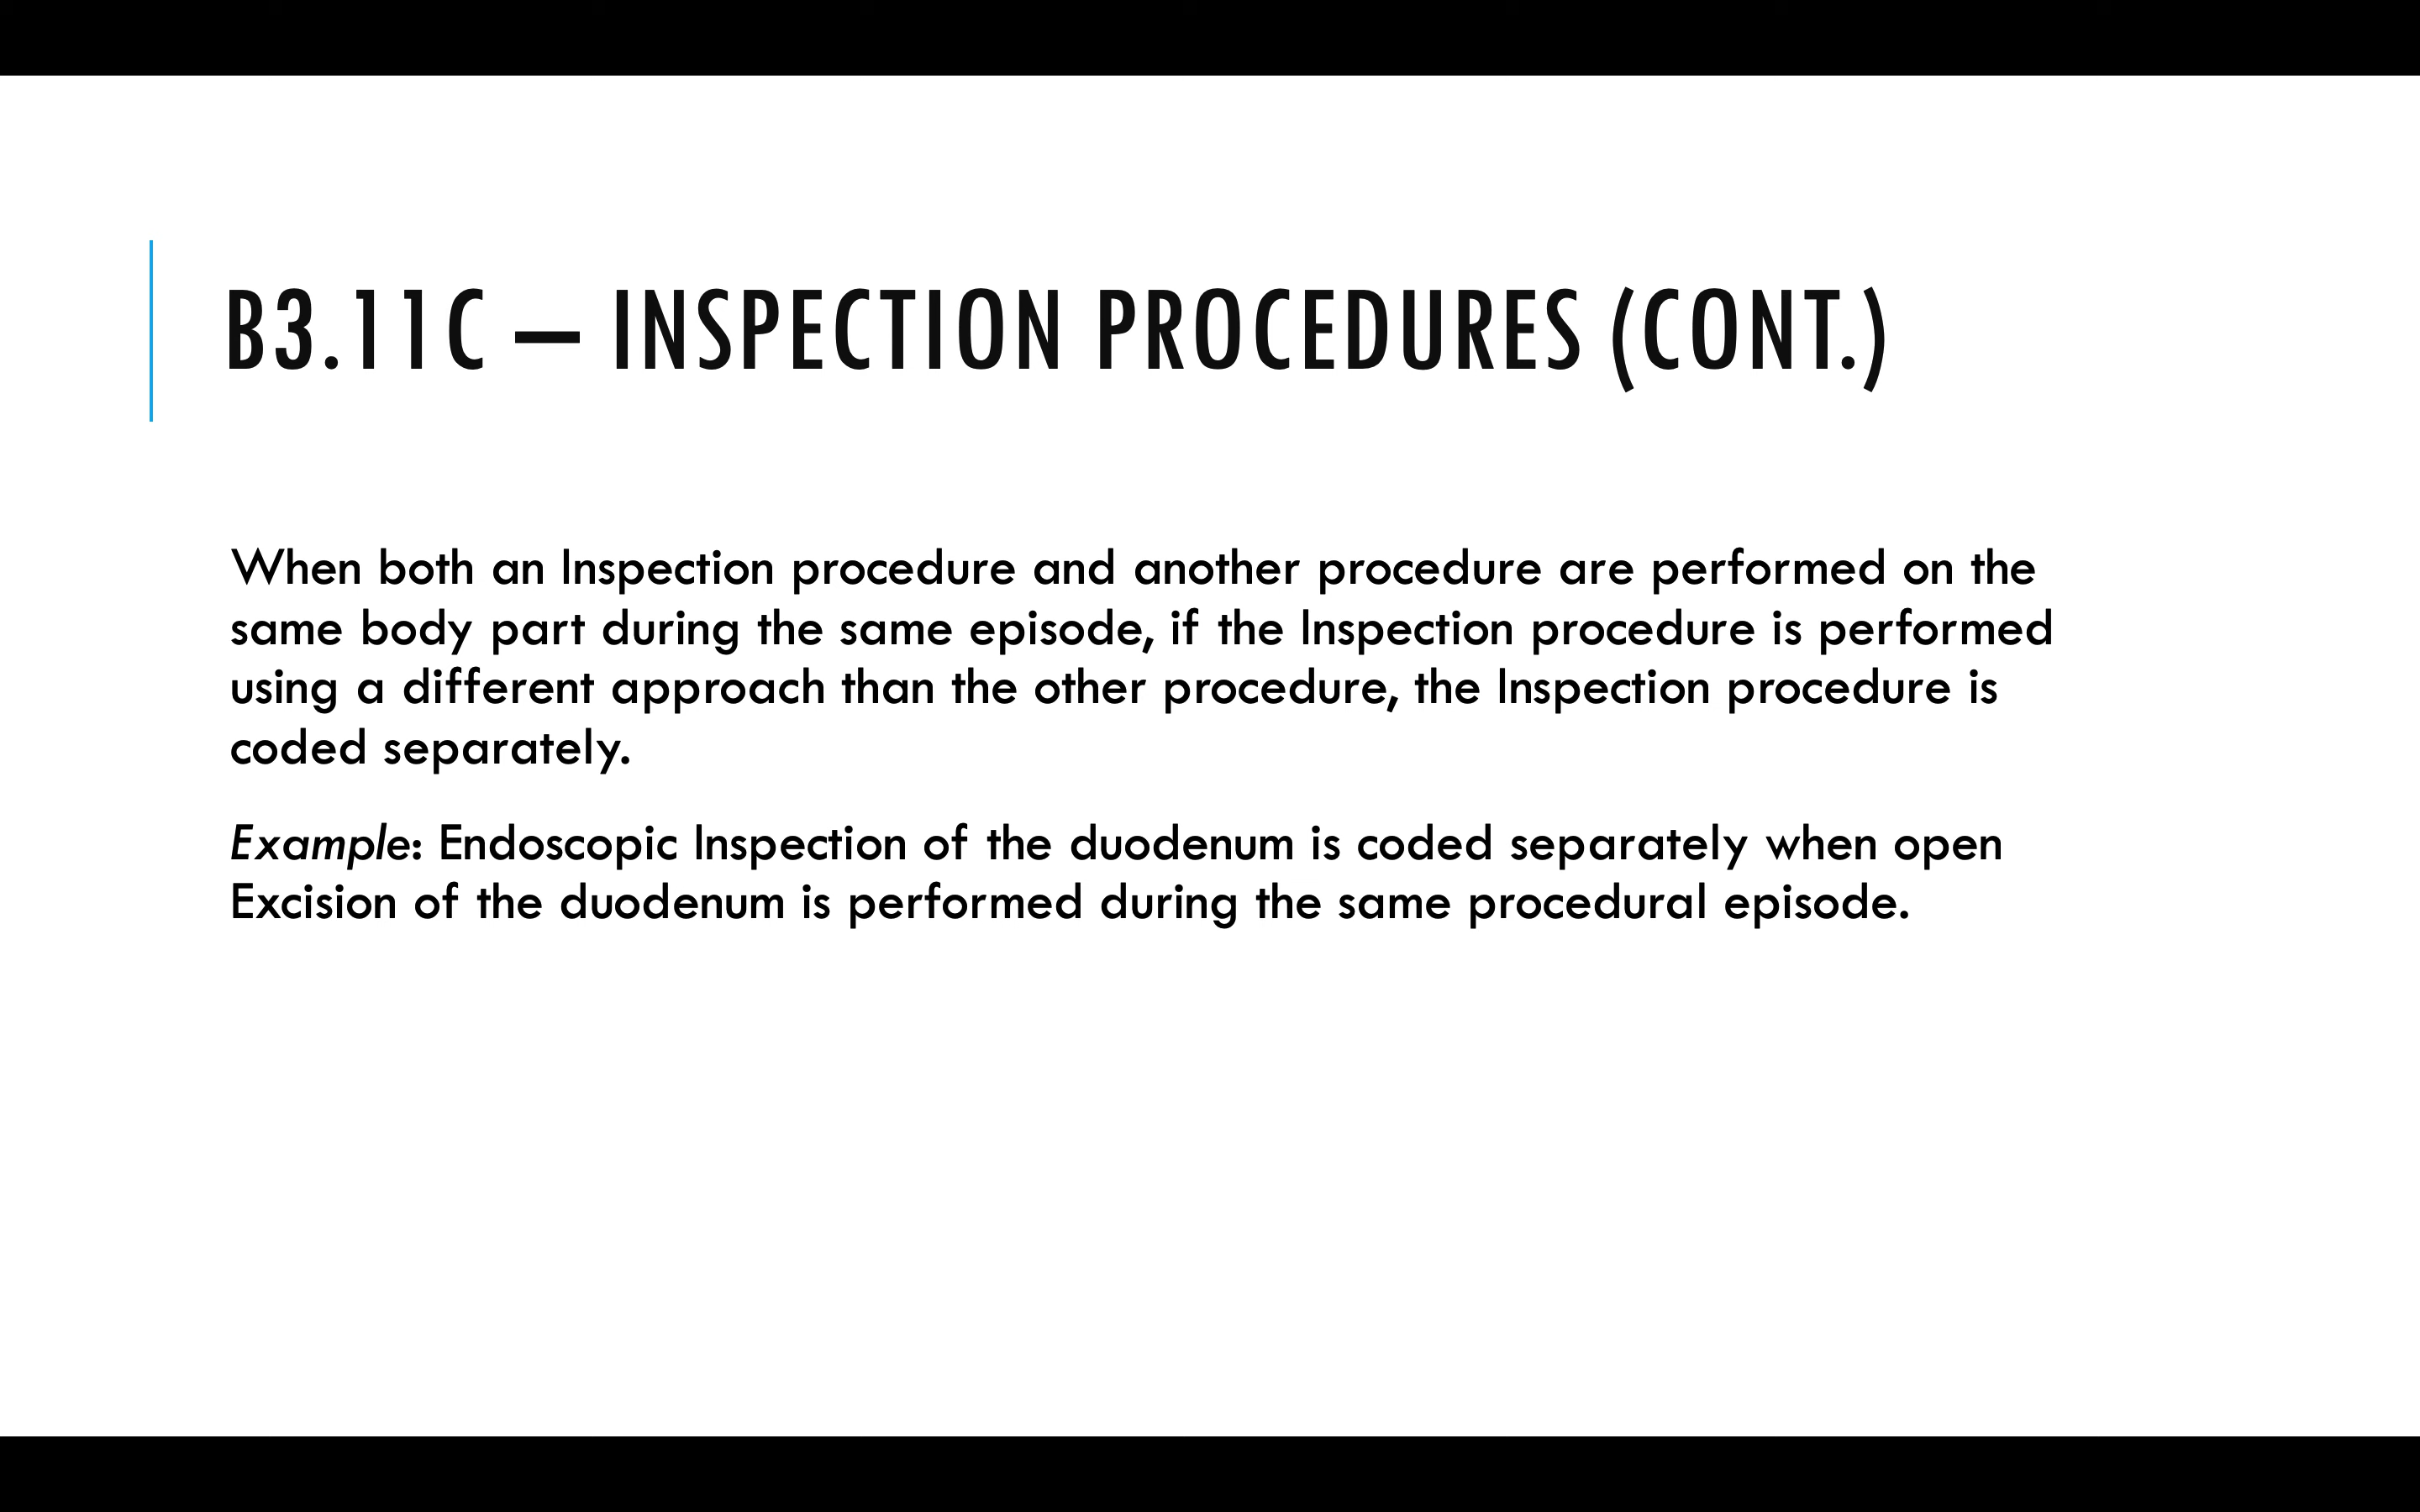 B3.11C – INSPECTION PROCEDURES (CONT.)
When both an Inspection procedure and another procedure are performed on the
same body part during the same episode, if the Inspection procedure is performed
using a different approach than the other procedure, the Inspection procedure is
coded separately.
Example: Endoscopic Inspection of the duodenum is coded separately when open
Excision of the duodenum is performed during the same procedural episode.